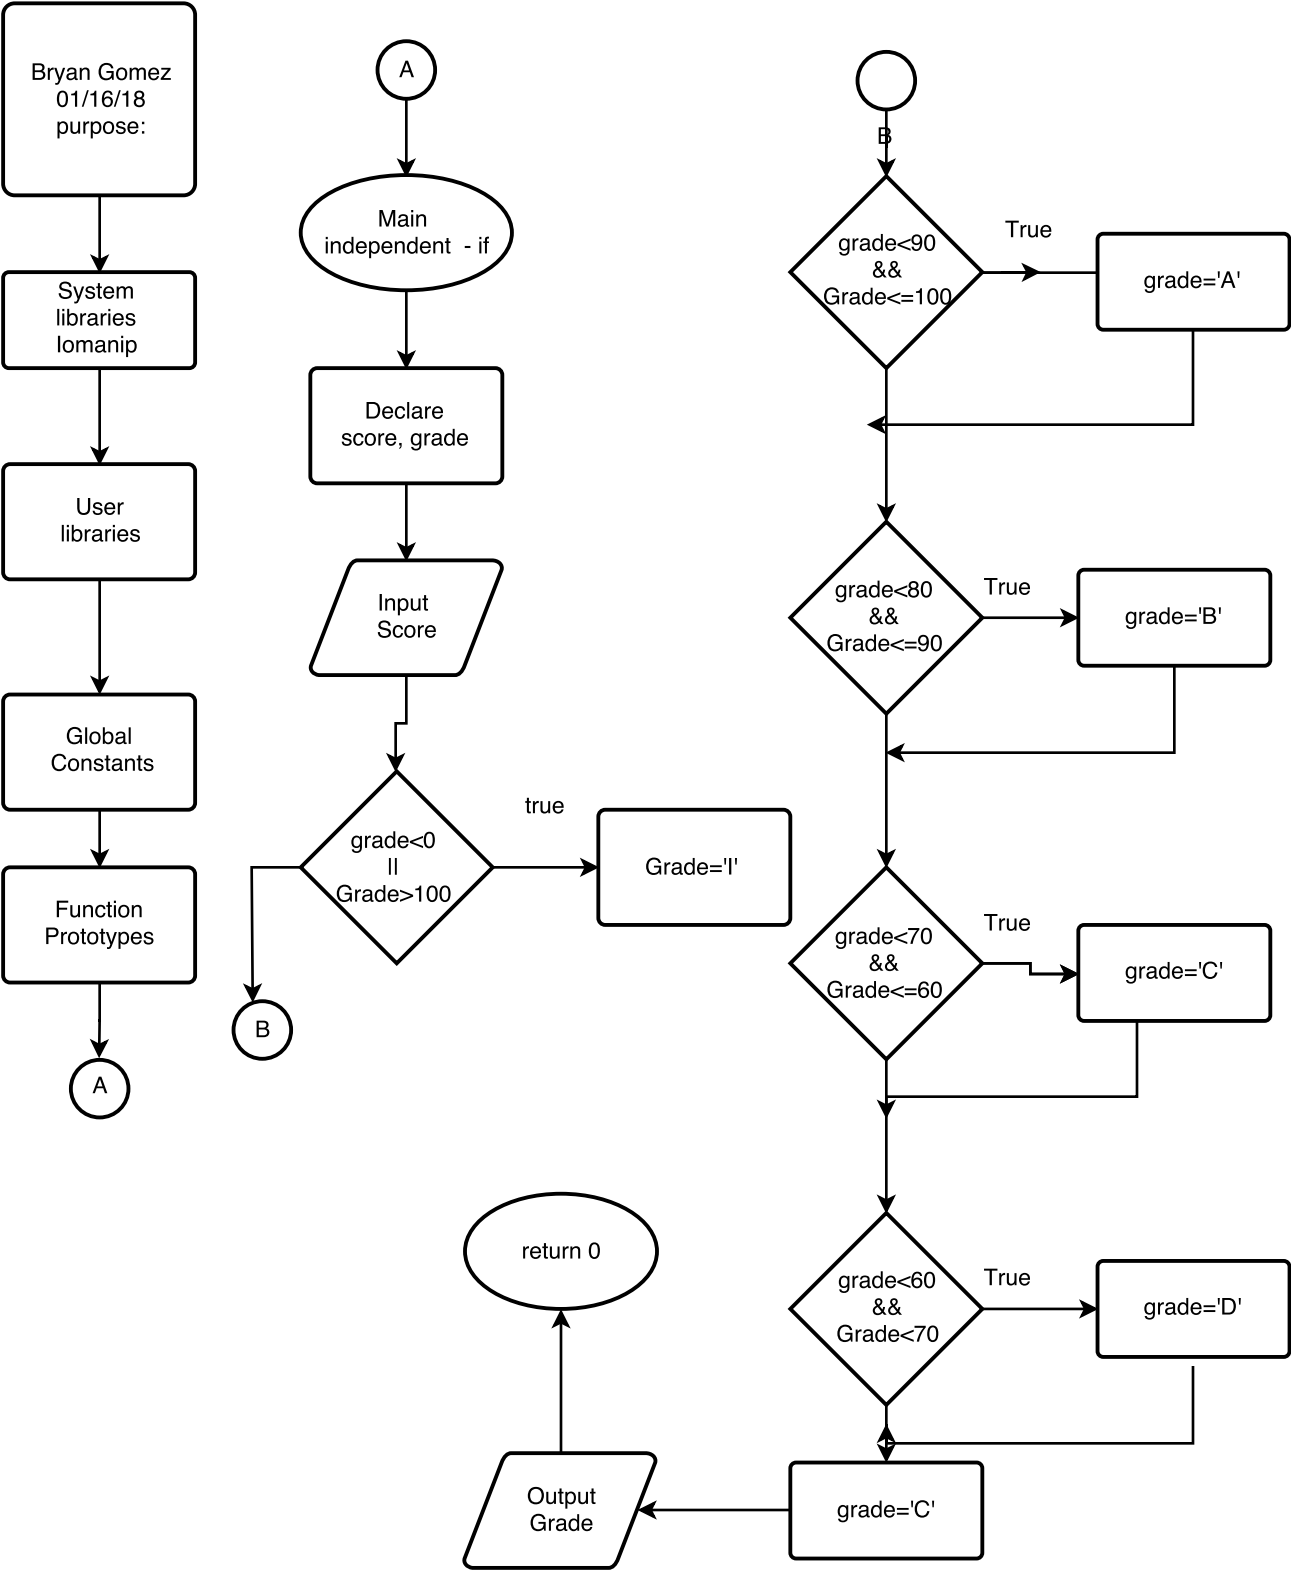 Bryan Gomez
01/16/18
purpose:
System
libraries
Iomanip
User
libraries
Global
Constants
Function
Prototypes
A
A
Main
independent - if
Declare
score, grade
Input
Score
grade<0
||
Grade>100
true
Grade='I'
B
B
grade<90
&&
Grade<=100
True
grade='A'
grade<80
&&
Grade<=90
True
grade='B'
grade<70
&&
Grade<=60
True
grade='C'
grade<60
&&
Grade<70
True
grade='D'
grade='C'
Output
Grade
return 0